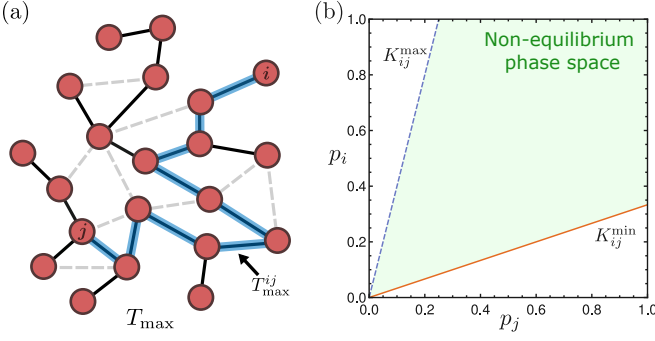 (a)
i
j
T_max^ij
T_max
(b)
1.0
0.8
0.6
0.4
0.2
0.0
p_i
K_ij^max
Non-equilibrium
phase space
K_ij^min
0.0 0.2 0.4 0.6 0.8 1.0
p_j